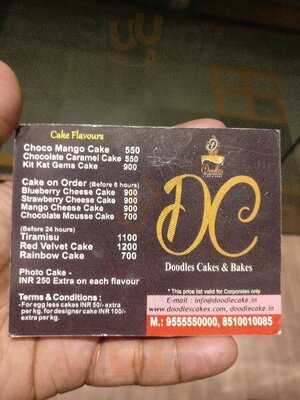 Cake Flavours
Choco Mango Cake 550
Chocolate Caramel Cake 550
Kit Kat Gems Cake 900
Cake on Order (Before 6 hours)
Blueberry Cheese Cake 900
Strawberry Cheese Cake 900
Mango Cheese Cake 900
Chocolate Mousse Cake 700
(Before 24 hours)
Tiramisu 1100
Red Velvet Cake 1200
Rainbow Cake 700
Photo Cake -
INR 250 Extra on each flavour
Terms & Conditions :
-For egg less cakes INR 50/- extra
per kg. for designer cake INR 100/-
extra per kg.
Doodles
DC
Doodles Cakes & Bakes
* This price list valid for Corporates only
E-mail : info@doodlecake.in
www.doodlescakes.com, www.doodlecake.in
M.: 9555550000, 8510010085